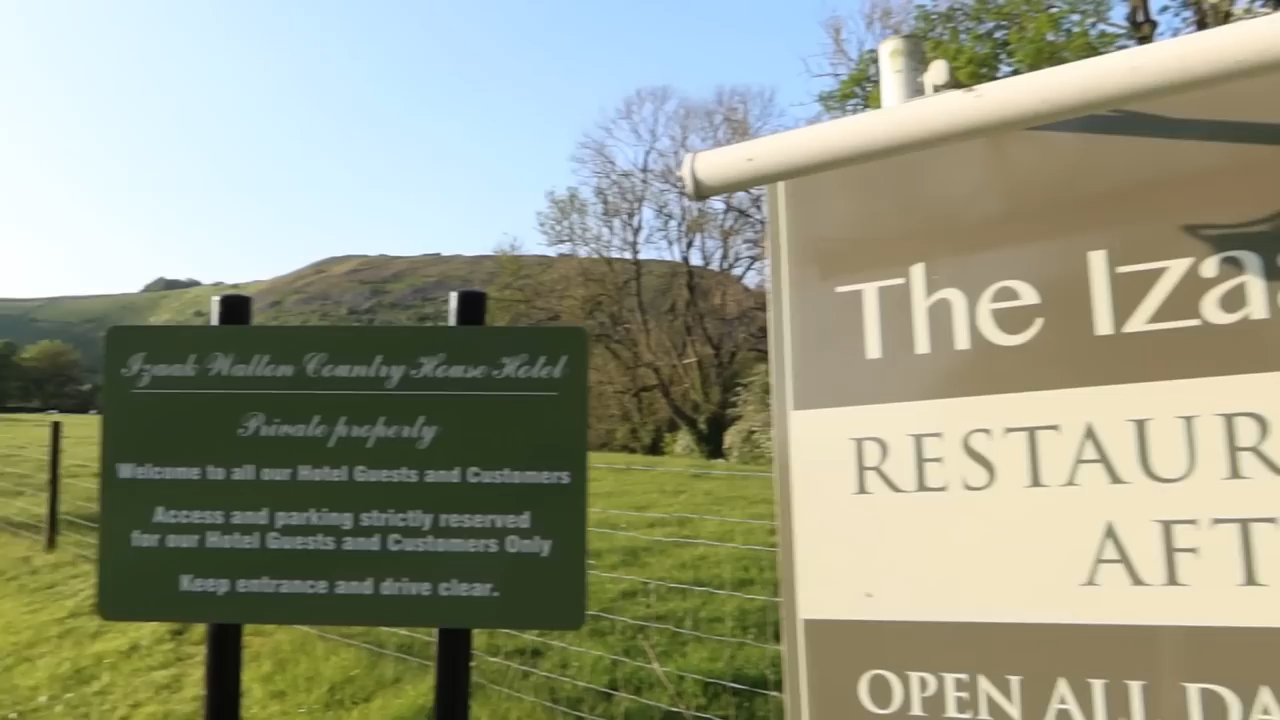 Izaak Walton Country House Hotel
Private property
Welcome to all our Hotel Guests and Customers
Access and parking strictly reserved
for our Hotel Guests and Customers Only
Keep entrance and drive clear.
The Iza
RESTAUR
AFT
OPEN ALL DA